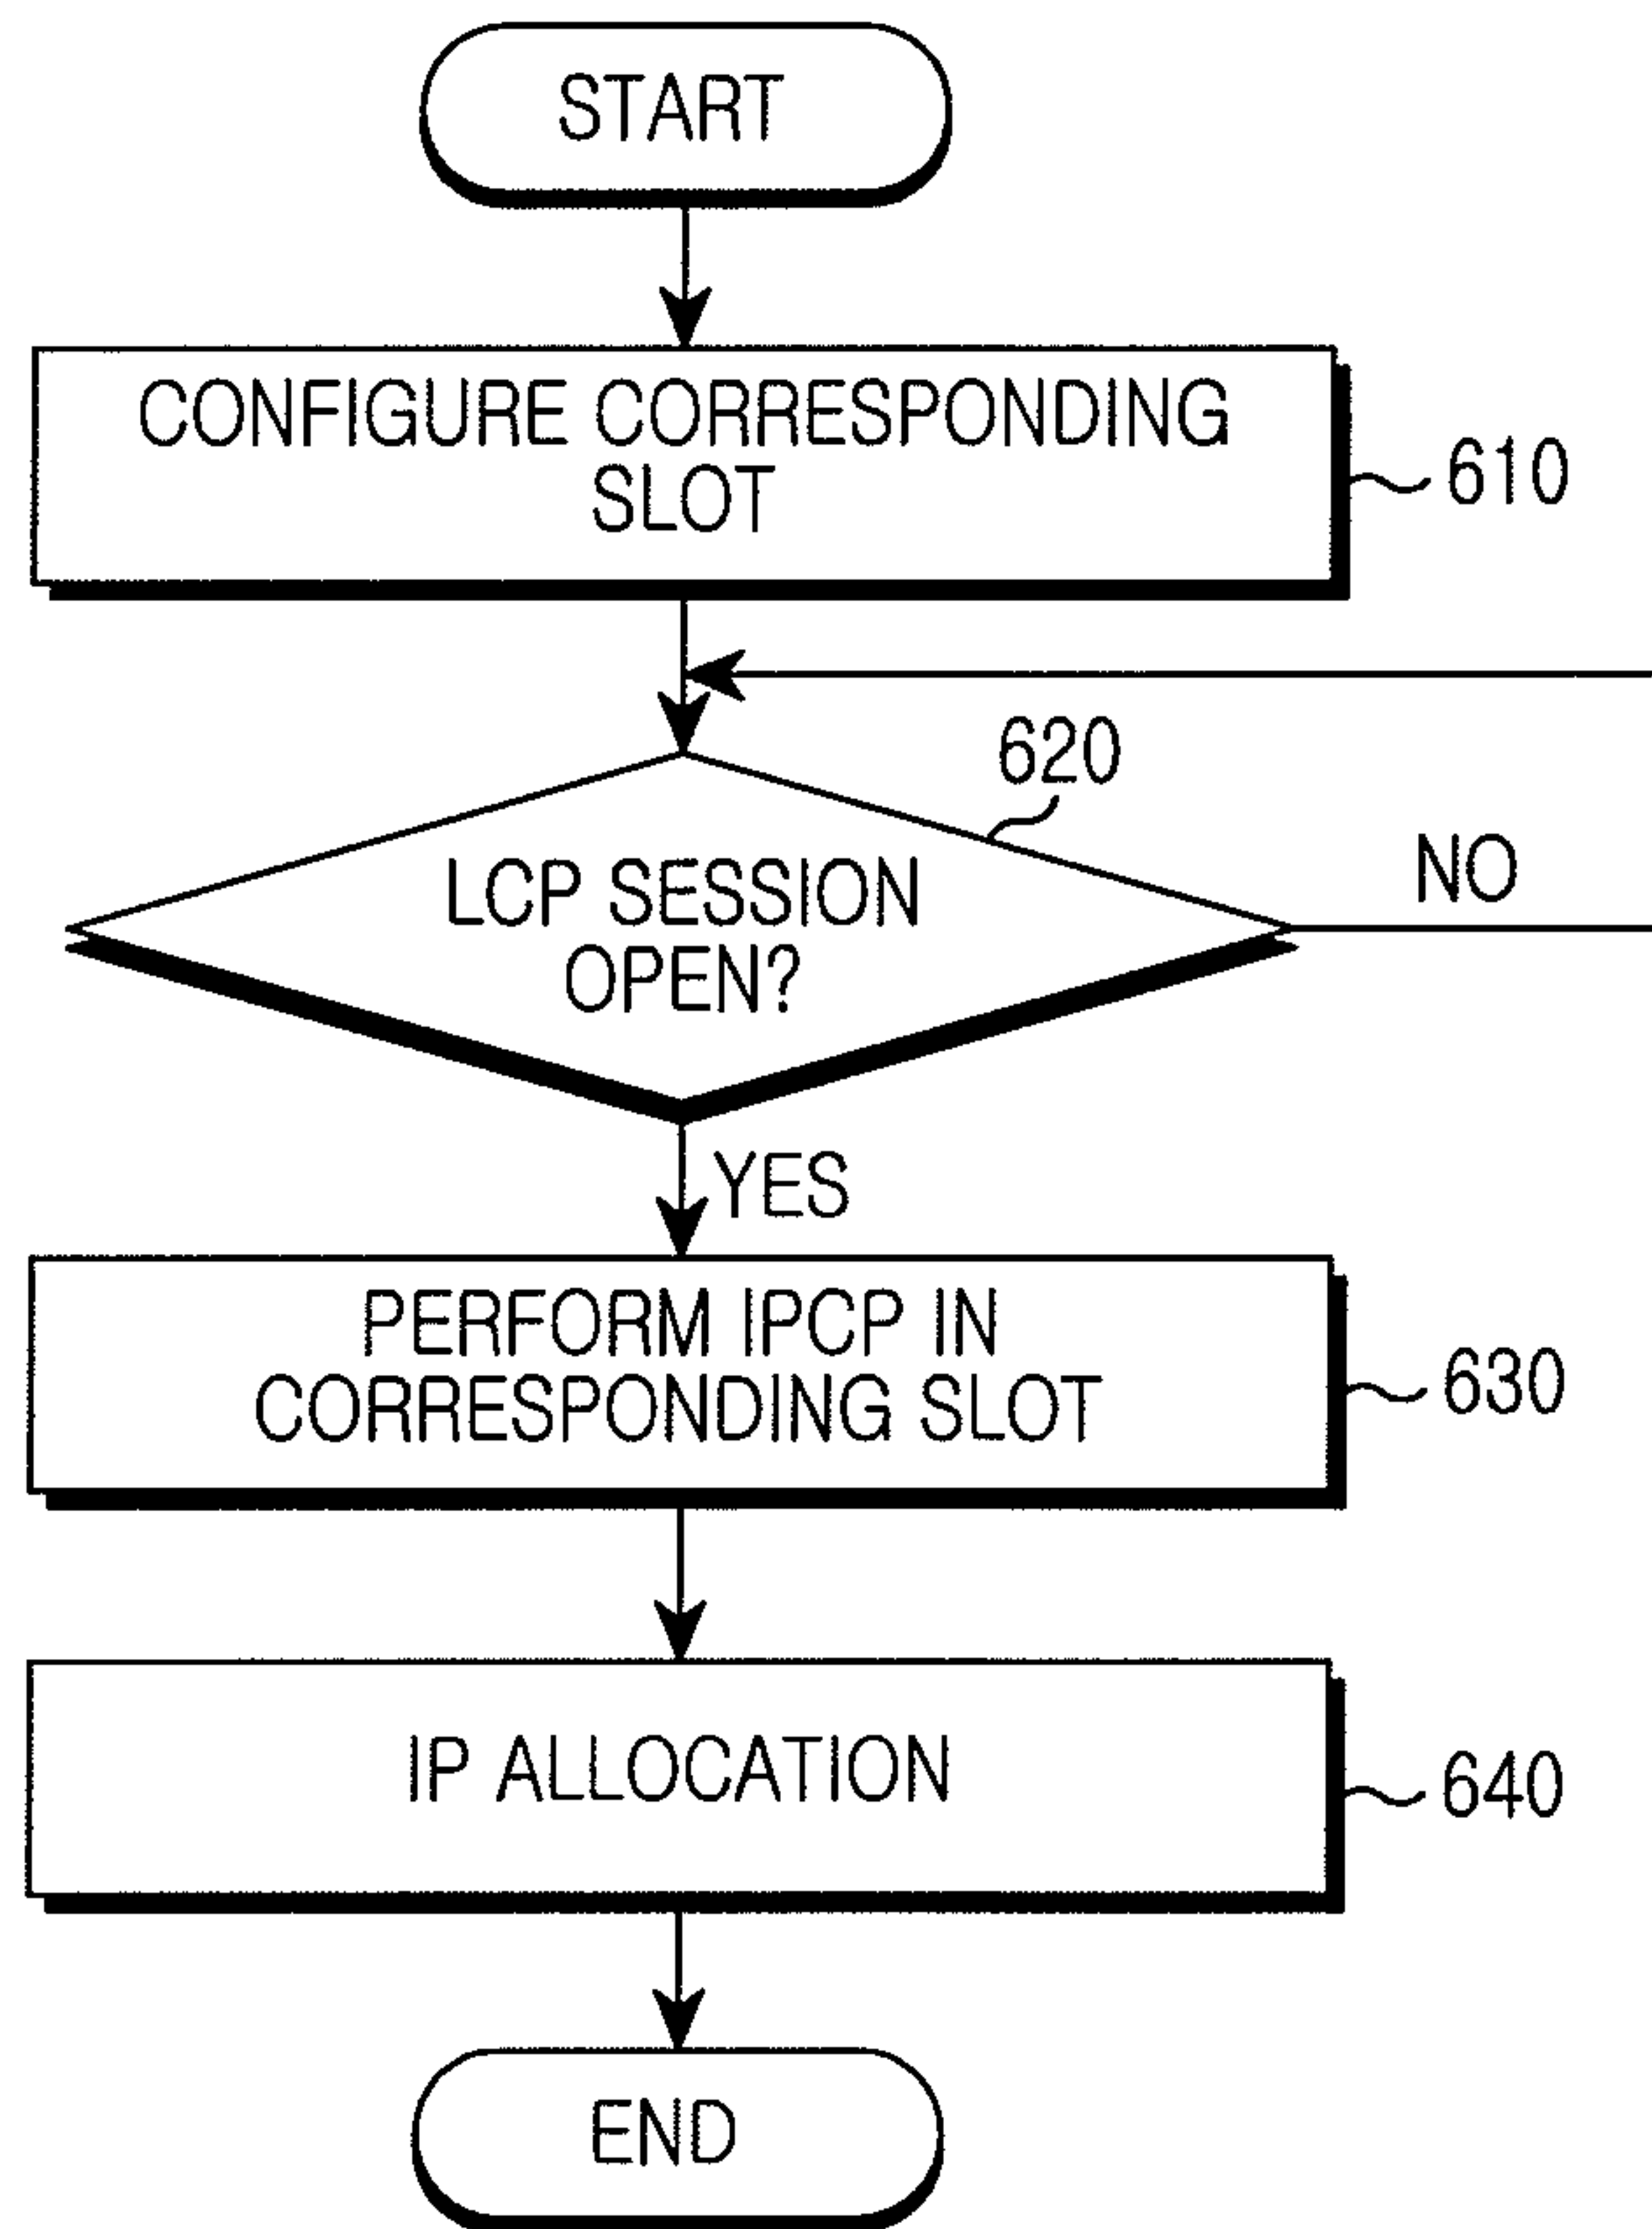 START
CONFIGURE CORRESPONDING
SLOT
610
620
LCP SESSION
OPEN?
NO
YES
PERFORM IPCP IN
CORRESPONDING SLOT
630
IP ALLOCATION
640
END